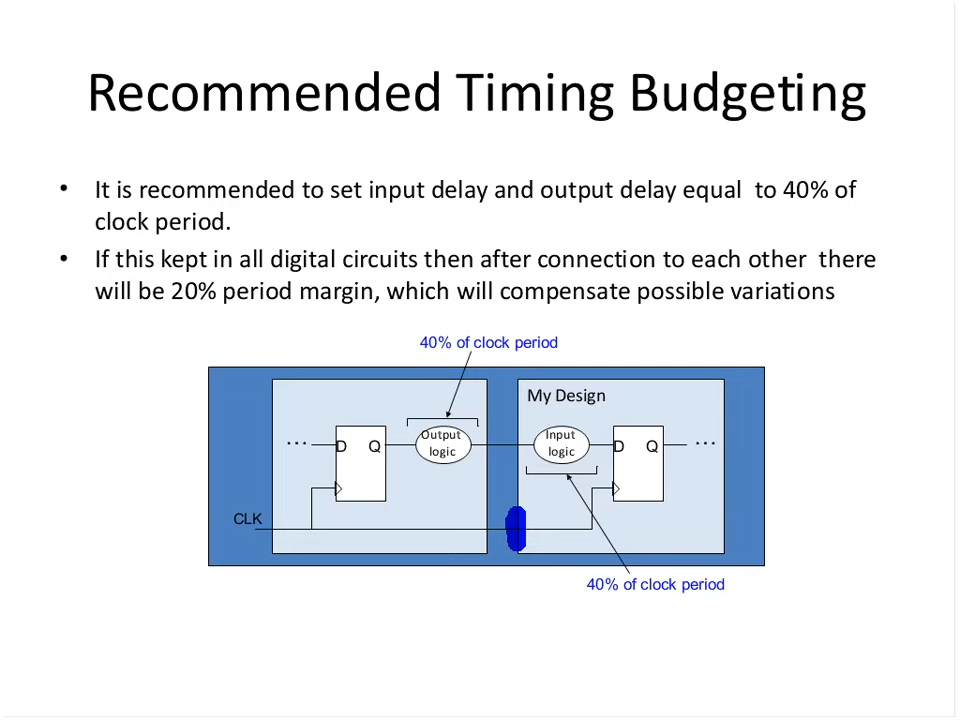 Recommended Timing Budgeting
• It is recommended to set input delay and output delay equal to 40% of
clock period.
• If this kept in all digital circuits then after connection to each other there
will be 20% period margin, which will compensate possible variations
40% of clock period
My Design
... D Q Output logic Input logic D Q ...
CLK
40% of clock period